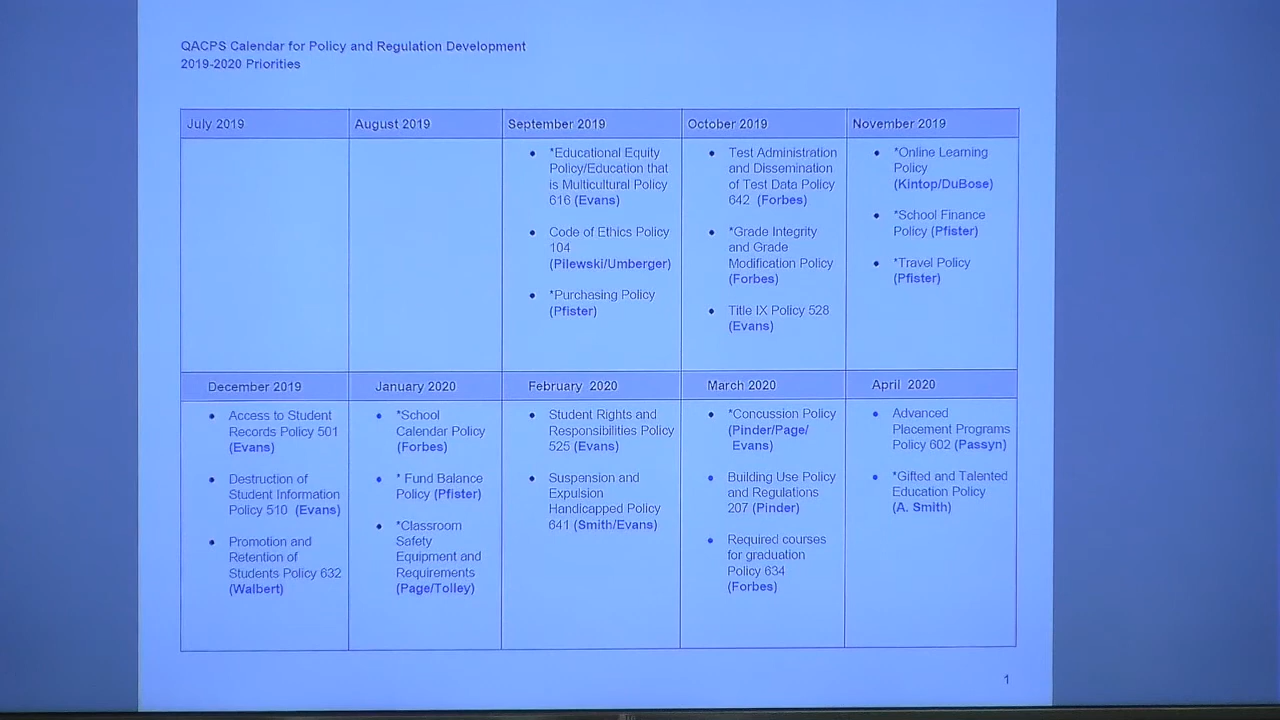 QACPS Calendar for Policy and Regulation Development
2019-2020 Priorities
July 2019
August 2019
September 2019
October 2019
November 2019
• *Educational Equity
Policy/Education that
is Multicultural Policy
616 (Evans)
• Code of Ethics Policy
104
(Pilewski/Umberger)
• *Purchasing Policy
(Pfister)
• Test Administration
and Dissemination
of Test Data Policy
642 (Forbes)
• *Grade Integrity
and Grade
Modification Policy
(Forbes)
• Title IX Policy 528
(Evans)
• *Online Learning
Policy
(Kintop/DuBose)
• *School Finance
Policy (Pfister)
• *Travel Policy
(Pfister)
December 2019
January 2020
February 2020
March 2020
April 2020
• Access to Student
Records Policy 501
(Evans)
• Destruction of
Student Information
Policy 510 (Evans)
• Promotion and
Retention of
Students Policy 632
(Walbert)
• *School
Calendar Policy
(Forbes)
• * Fund Balance
Policy (Pfister)
• *Classroom
Safety
Equipment and
Requirements
(Page/Tolley)
• Student Rights and
Responsibilities Policy
525 (Evans)
• Suspension and
Expulsion
Handicapped Policy
641 (Smith/Evans)
• *Concussion Policy
(Pinder/Page/
Evans)
• Building Use Policy
and Regulations
207 (Pinder)
• Required courses
for graduation
Policy 634
(Forbes)
• Advanced
Placement Programs
Policy 602 (Passyn)
• *Gifted and Talented
Education Policy
(A. Smith)
1